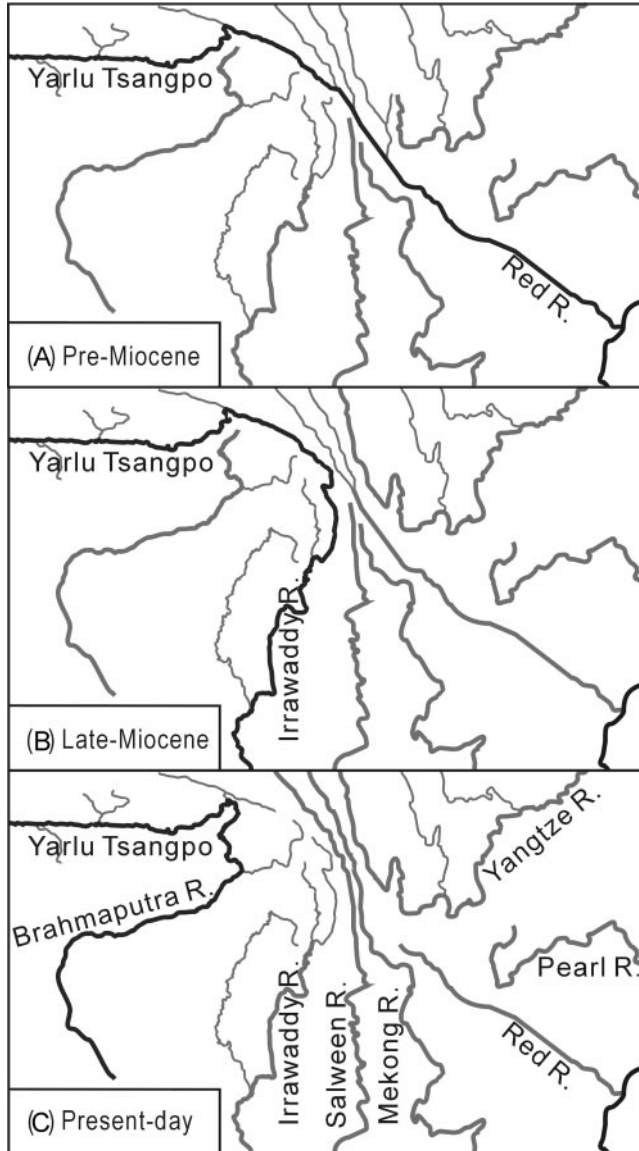 Yarlu Tsangpo
Red R.
(A) Pre-Miocene
Yarlu Tsangpo
Irrawaddy R.
(B) Late-Miocene
Yarlu Tsangpo
Brahmaputra R.
Yangtze R.
Pearl R.
Irrawaddy R.
Salween R.
Mekong R.
Red R.
(C) Present-day